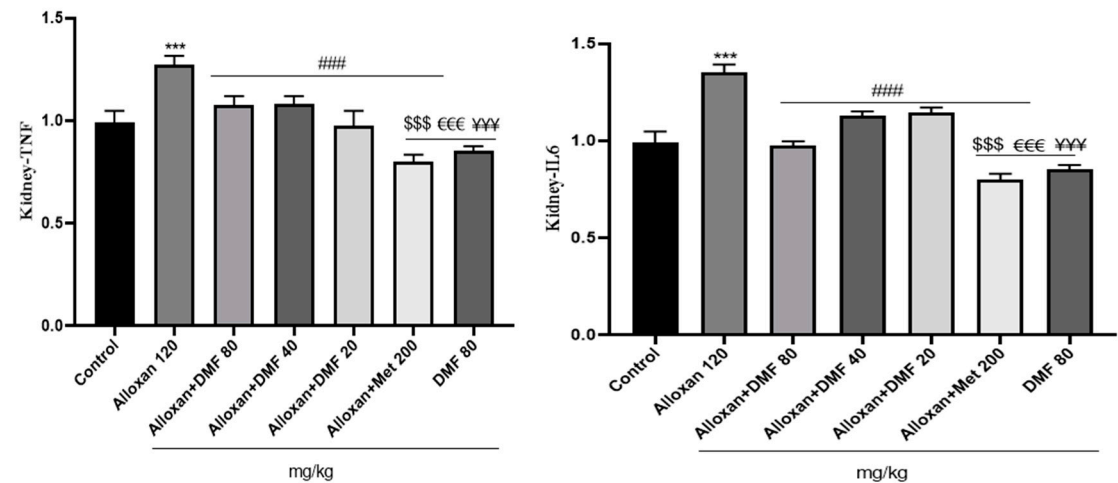 1.5
***
###
1.0
$$$ €€€ ¥¥¥
Kidney-TNF
0.5
0.0
Control
Alloxan 120
Alloxan+DMF 80
Alloxan+DMF 40
Alloxan+DMF 20
Alloxan+Met 200
DMF 80
mg/kg
1.5
***
###
1.0
$$$ €€€ ¥¥¥
Kidney-IL6
0.5
0.0
Control
Alloxan 120
Alloxan+DMF 80
Alloxan+DMF 40
Alloxan+DMF 20
Alloxan+Met 200
DMF 80
mg/kg